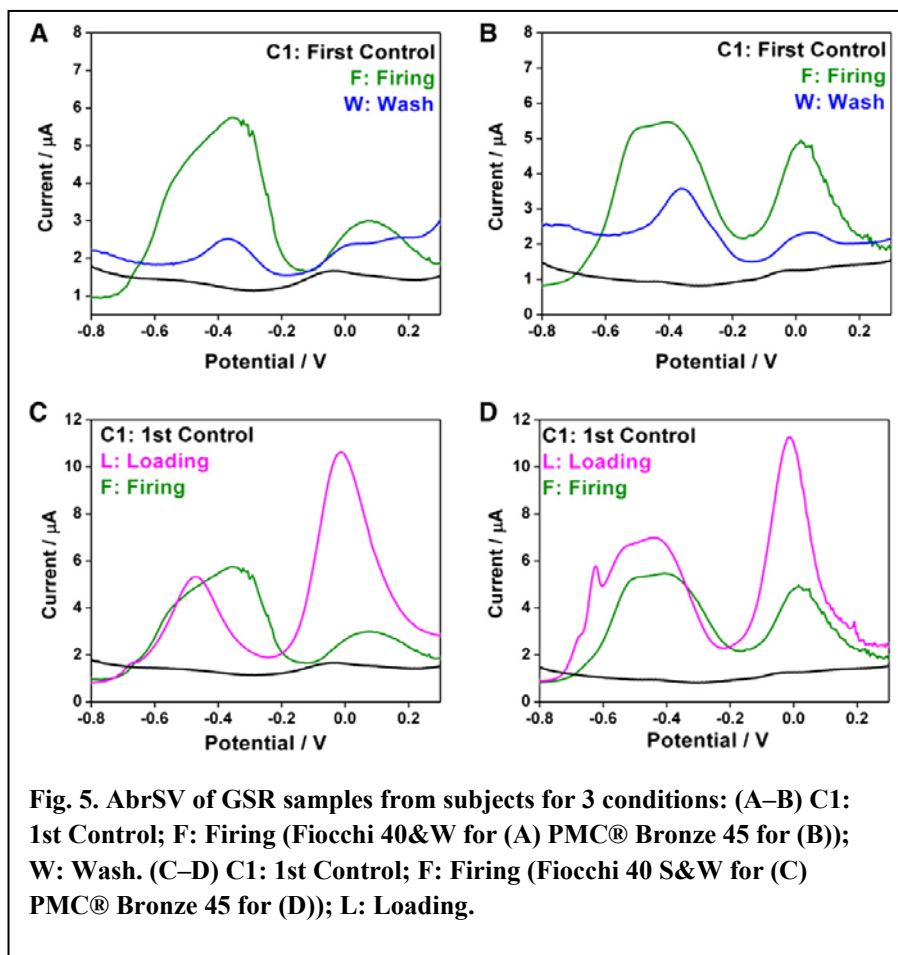 A
C1: First Control
F: Firing
W: Wash
Current / μA
8
7
6
5
4
3
2
1
-0.8
-0.6
-0.4
-0.2
0.0
0.2
Potential / V
B
C1: First Control
F: Firing
W: Wash
Current / μA
8
7
6
5
4
3
2
1
0
-0.8
-0.6
-0.4
-0.2
0.0
0.2
Potential / V
C
C1: 1st Control
L: Loading
F: Firing
Current / μA
12
10
8
6
4
2
0
-0.8
-0.6
-0.4
-0.2
0.0
0.2
Potential / V
D
C1: 1st Control
L: Loading
F: Firing
Current / μA
12
10
8
6
4
2
0
-0.8
-0.6
-0.4
-0.2
0.0
0.2
Potential / V
Fig. 5. AbrSV of GSR samples from subjects for 3 conditions: (A–B) C1:
1st Control; F: Firing (Fiocchi 40&W for (A) PMC® Bronze 45 for (B));
W: Wash. (C–D) C1: 1st Control; F: Firing (Fiocchi 40 S&W for (C)
PMC® Bronze 45 for (D)); L: Loading.